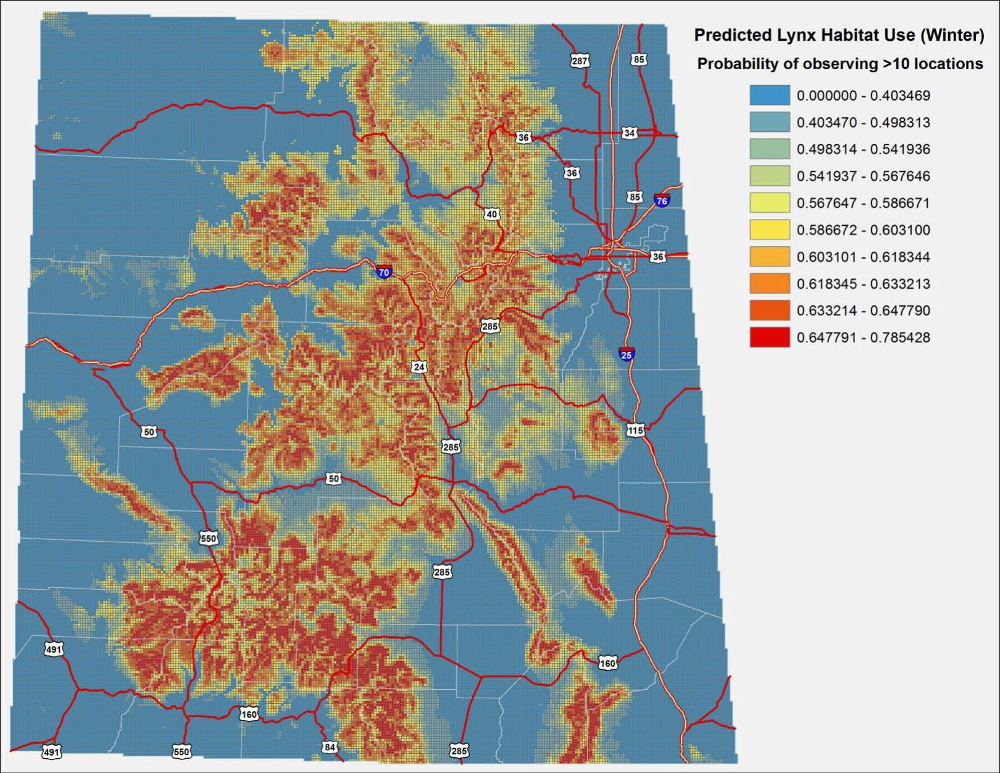 Predicted Lynx Habitat Use (Winter)
Probability of observing >10 locations
0.000000 - 0.403469
0.403470 - 0.498313
0.498314 - 0.541936
0.541937 - 0.567646
0.567647 - 0.586671
0.586672 - 0.603100
0.603101 - 0.618344
0.618345 - 0.633213
0.633214 - 0.647790
0.647791 - 0.785428
287
85
34
36
36
85
76
40
36
70
285
25
24
115
50
285
50
550
285
491
160
160
491
550
84
285